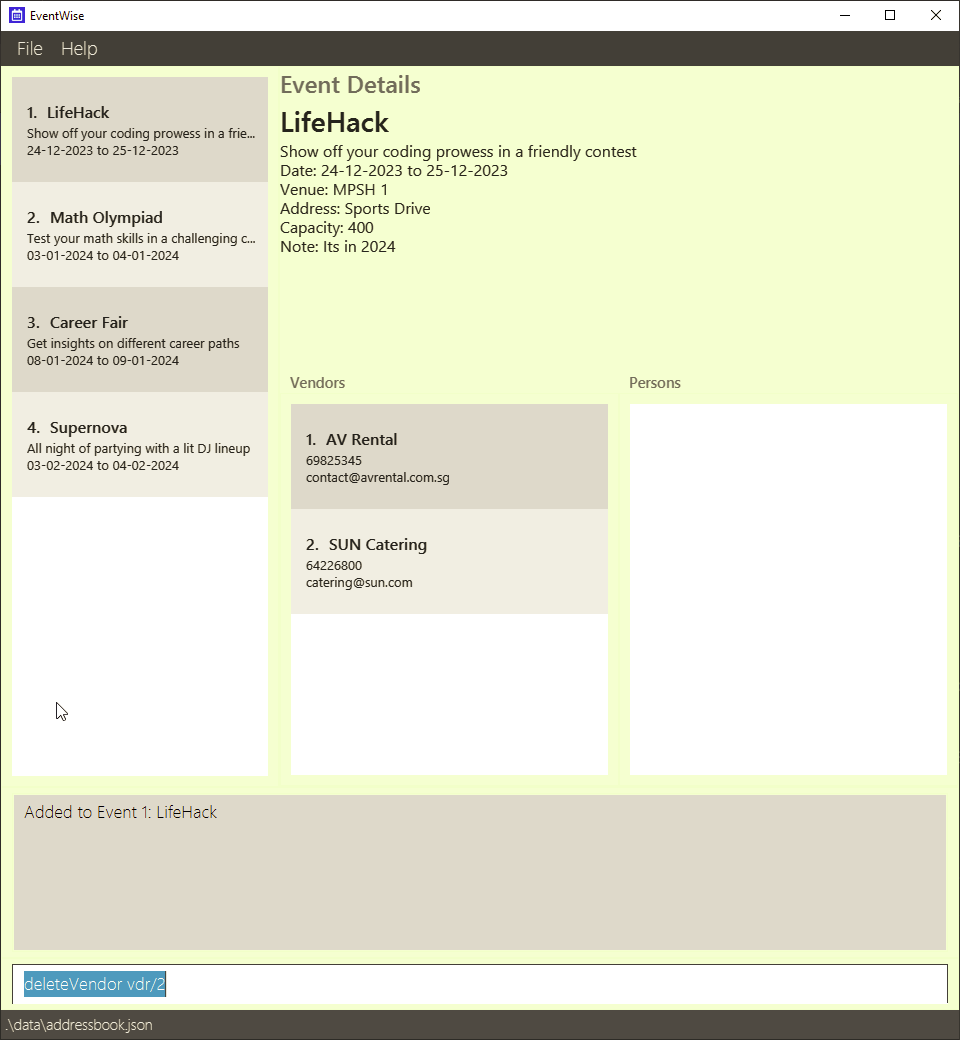 EventWise
File Help
1. LifeHack
Show off your coding prowess in a frie...
24-12-2023 to 25-12-2023
2. Math Olympiad
Test your math skills in a challenging c...
03-01-2024 to 04-01-2024
3. Career Fair
Get insights on different career paths
08-01-2024 to 09-01-2024
4. Supernova
All night of partying with a lit DJ lineup
03-02-2024 to 04-02-2024
Event Details
LifeHack
Show off your coding prowess in a friendly contest
Date: 24-12-2023 to 25-12-2023
Venue: MPSH 1
Address: Sports Drive
Capacity: 400
Note: Its in 2024
Vendors
1. AV Rental
69825345
contact@avrental.com.sg
2. SUN Catering
64226800
catering@sun.com
Persons
Added to Event 1: LifeHack
deleteVendor vdr/2
.\data\addressbook.json